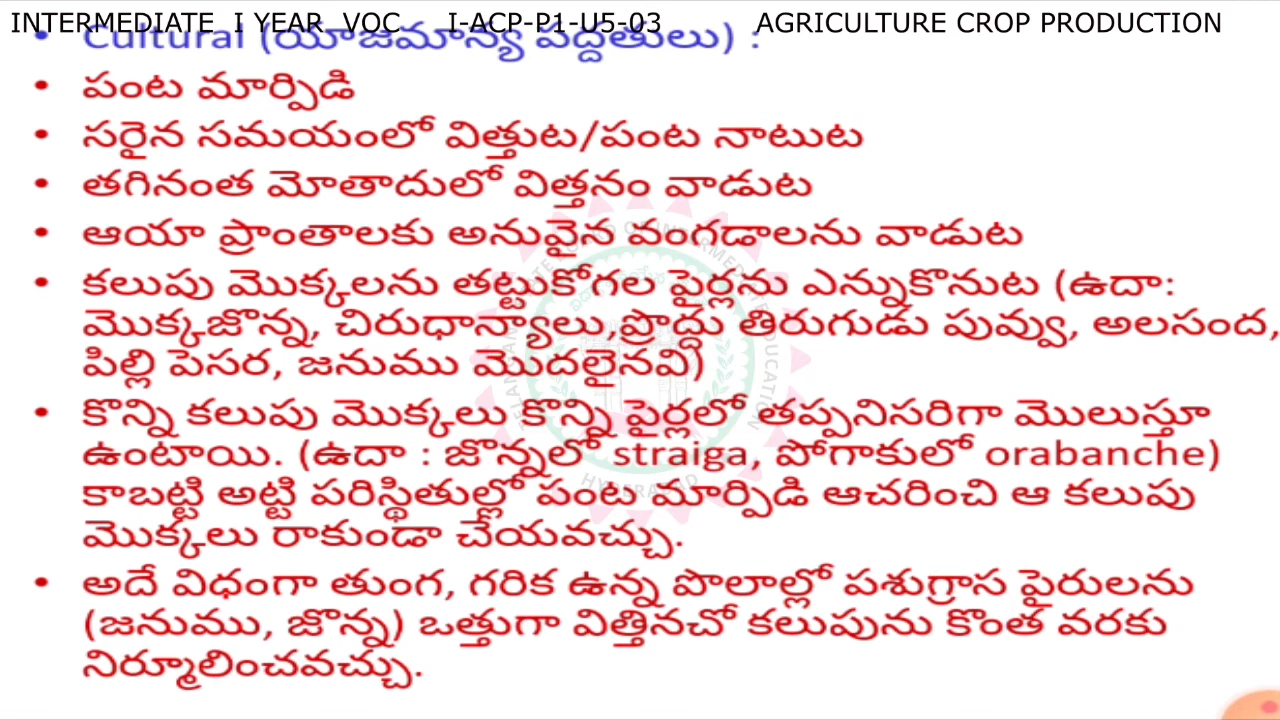 INTERMEDIATE I YEAR VOC I-ACP-P1-U5-03 AGRICULTURE CROP PRODUCTION
• Cultural (యాజమాన్య పద్దతులు) :
• పంట మార్పిడి
• సరైన సమయంలో విత్తుట/పంట నాటుట
• తగినంత మోతాదులో విత్తనం వాడుట
• ఆయా ప్రాంతాలకు అనువైన వంగడాలను వాడుట
• కలుపు మొక్కలను తట్టుకోగల పైర్లను ఎన్నుకొనుట (ఉదా:
మొక్కజొన్న, చిరుధాన్యాలు,ప్రొద్దు తిరుగుడు పువ్వు, అలసంద,
పిల్లి పెసర, జనుము మొదలైనవి)
• కొన్ని కలుపు మొక్కలు కొన్ని పైర్లలో తప్పనిసరిగా మొలుస్తూ
ఉంటాయి. (ఉదా : జొన్నలో straiga, పోగాకులో orabanche)
కాబట్టి అట్టి పరిస్థితుల్లో పంట మార్పిడి ఆచరించి ఆ కలుపు
మొక్కలు రాకుండా చేయవచ్చు.
• అదే విధంగా తుంగ, గరిక ఉన్న పొలాల్లో పశుగ్రాస పైరులను
(జనుము, జొన్న) ఒత్తుగా విత్తినచో కలుపును కొంత వరకు
నిర్మూలించవచ్చు.
HYDERABAD